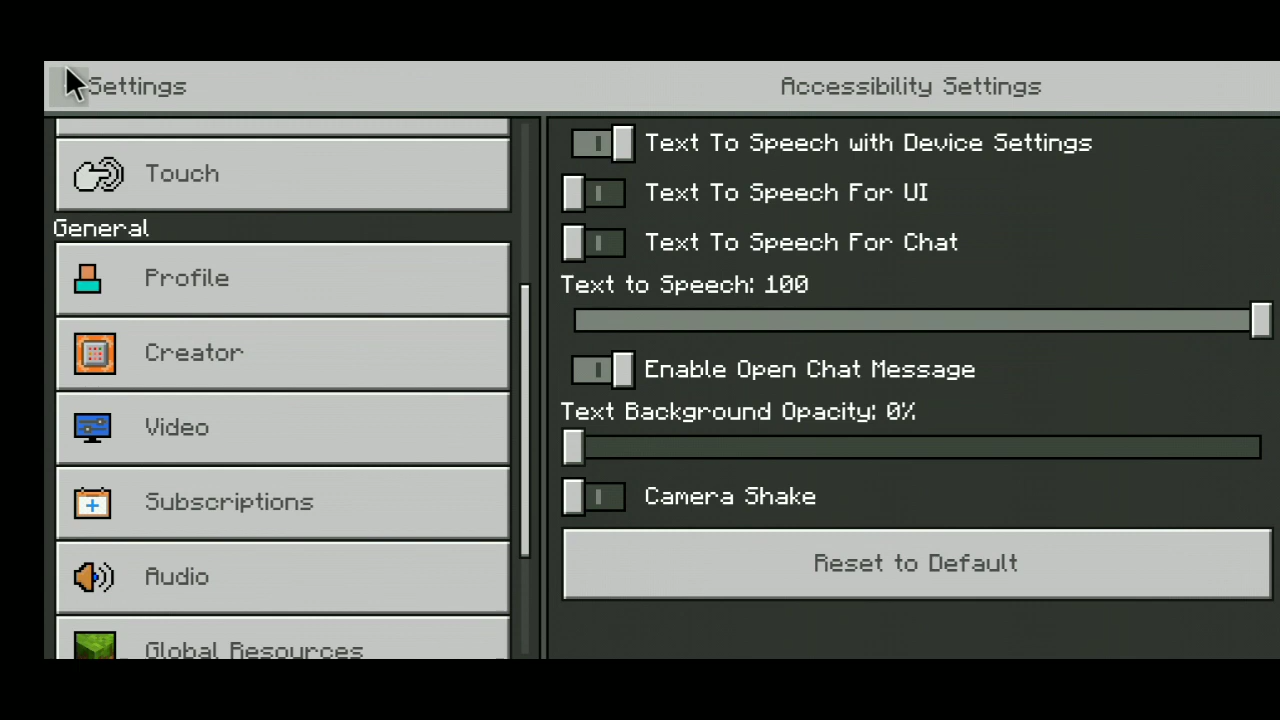 Settings
Accessibility Settings
Touch
General
Profile
Creator
Video
Subscriptions
Audio
Global Resources
Text To Speech with Device Settings
Text To Speech For UI
Text To Speech For Chat
Text to Speech: 100
Enable Open Chat Message
Text Background Opacity: 0%
Camera Shake
Reset to Default